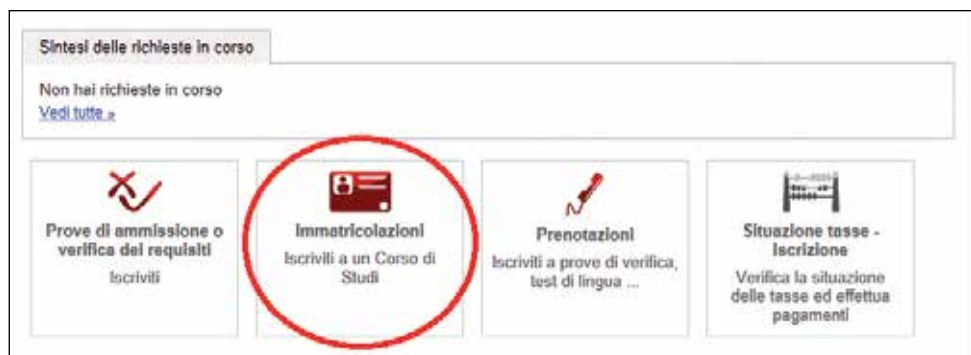 Sintesi delle richieste in corso
Non hai richieste in corso
Vedi tutte »
Prove di ammissione o
verifica dei requisiti
Iscriviti
Immatricolazioni
Iscriviti a un Corso di
Studi
Prenotazioni
Iscriviti a prove di verifica,
test di lingua ...
Situazione tasse -
Iscrizione
Verifica la situazione
delle tasse ed effettua
pagamenti